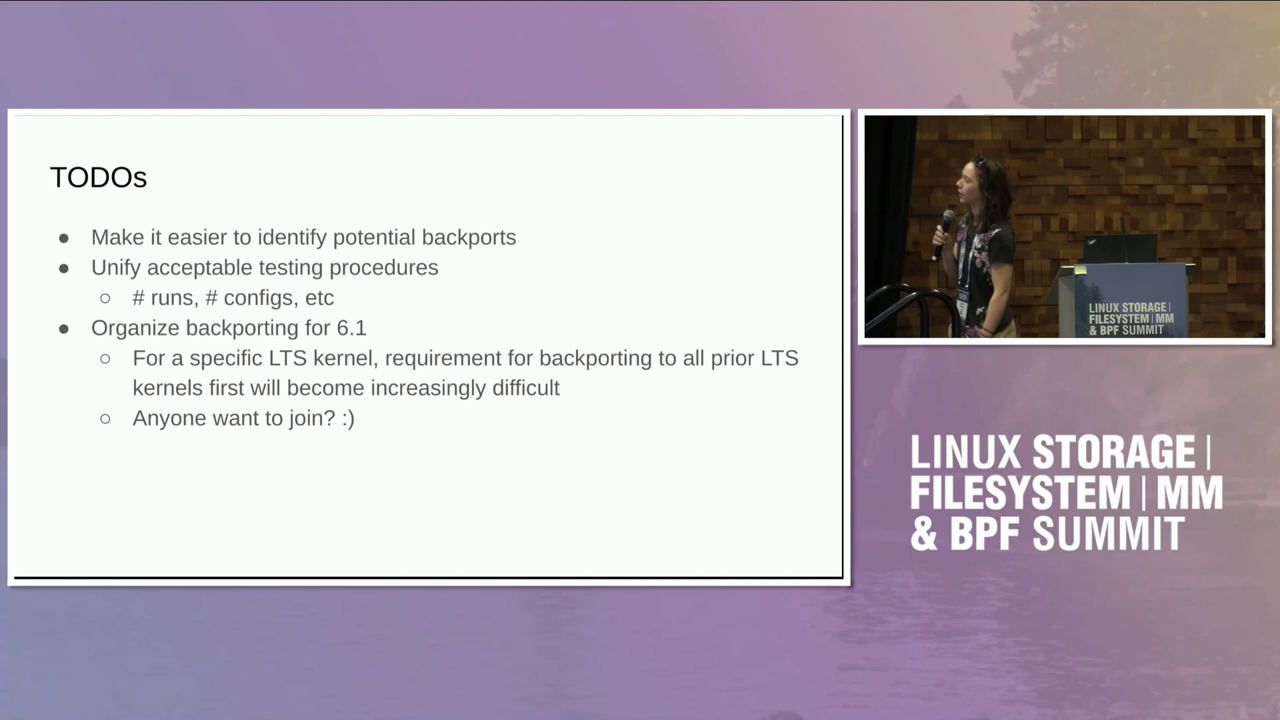 TODOs
● Make it easier to identify potential backports
● Unify acceptable testing procedures
○ # runs, # configs, etc
● Organize backporting for 6.1
○ For a specific LTS kernel, requirement for backporting to all prior LTS
kernels first will become increasingly difficult
○ Anyone want to join? :)
LINUX STORAGE |
FILESYSTEM | MM
& BPF SUMMIT
LINUX STORAGE |
FILESYSTEM | MM
& BPF SUMMIT